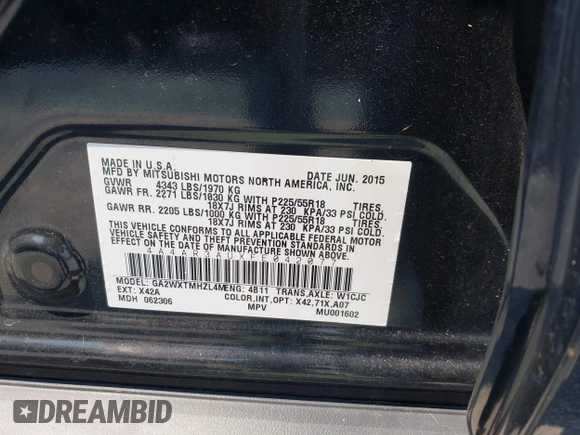 MADE IN U.S.A.
DATE JUN. 2015
MFD BY MITSUBISHI MOTORS NORTH AMERICA, INC.
GVWR 4343 LBS/1970 KG
GAWR FR. 2271 LBS/1030 KG WITH P225/55R18 TIRES,
18X7J RIMS AT 230 KPA/33 PSI COLD.
GAWR RR. 2205 LBS/1000 KG WITH P225/55R18 TIRES,
18X7J RIMS AT 230 KPA/33 PSI COLD.
THIS VEHICLE CONFORMS TO ALL APPLICABLE FEDERAL MOTOR
VEHICLE SAFETY AND THEFT PREVENTION STANDARDS IN
EFFECT ON THE DATE OF MANUFACTURE SHOWN ABOVE.
MODEL: GA2WXTMHZL4M ENG: 4B11 TRANS,AXLE: W1CJC
EXT: X42A COLOR,INT,OPT: X42,71X,A07
MDH 062306 MPV MU001602
DREAMBID